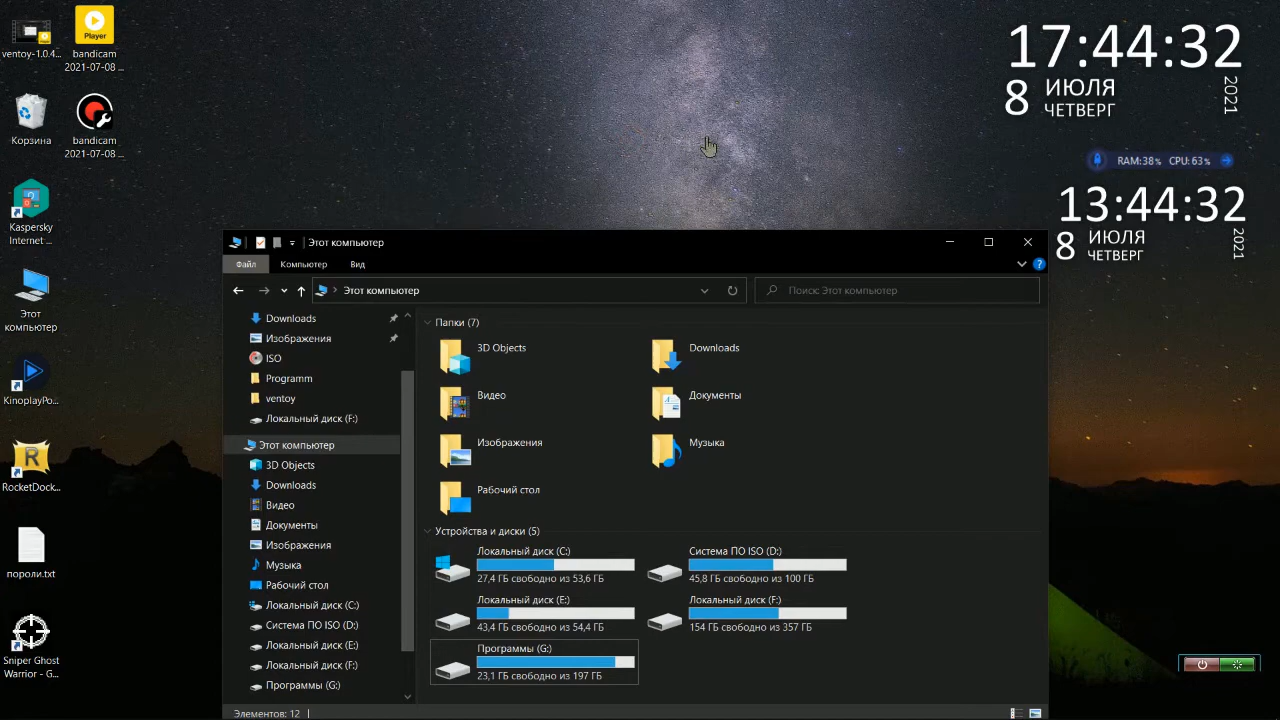 ventoy-1.0.4...
Player
bandicam
2021-07-08 ...
Корзина
bandicam
2021-07-08 ...
Kaspersky
Internet ...
Этот
компьютер
KinoplayPo...
R
RocketDock...
пороли.txt
Sniper Ghost
Warrior - G...
17:44:32
8 ИЮЛЯ
ЧЕТВЕРГ
2021
RAM:38% CPU:63%
13:44:32
8 ИЮЛЯ
ЧЕТВЕРГ
2021
Этот компьютер
Файл Компьютер Вид
Этот компьютер
Поиск: Этот компьютер
Downloads
Изображения
ISO
Programm
ventoy
Локальный диск (F:)
Этот компьютер
3D Objects
Downloads
Видео
Документы
Изображения
Музыка
Рабочий стол
Локальный диск (C:)
Система ПО ISO (D:)
Локальный диск (E:)
Локальный диск (F:)
Программы (G:)
Папки (7)
3D Objects
Downloads
Видео
Документы
Изображения
Музыка
Рабочий стол
Устройства и диски (5)
Локальный диск (C:)
27,4 ГБ свободно из 53,6 ГБ
Система ПО ISO (D:)
45,8 ГБ свободно из 100 ГБ
Локальный диск (E:)
43,4 ГБ свободно из 54,4 ГБ
Локальный диск (F:)
154 ГБ свободно из 357 ГБ
Программы (G:)
23,1 ГБ свободно из 197 ГБ
Элементов: 12